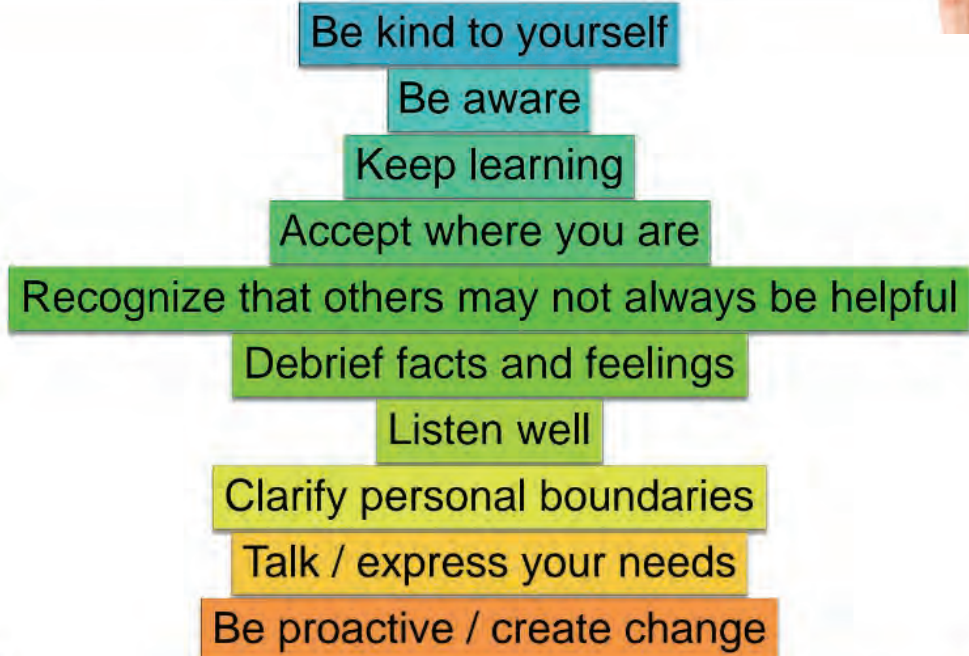 Be kind to yourself
Be aware
Keep learning
Accept where you are
Recognize that others may not always be helpful
Debrief facts and feelings
Listen well
Clarify personal boundaries
Talk / express your needs
Be proactive / create change